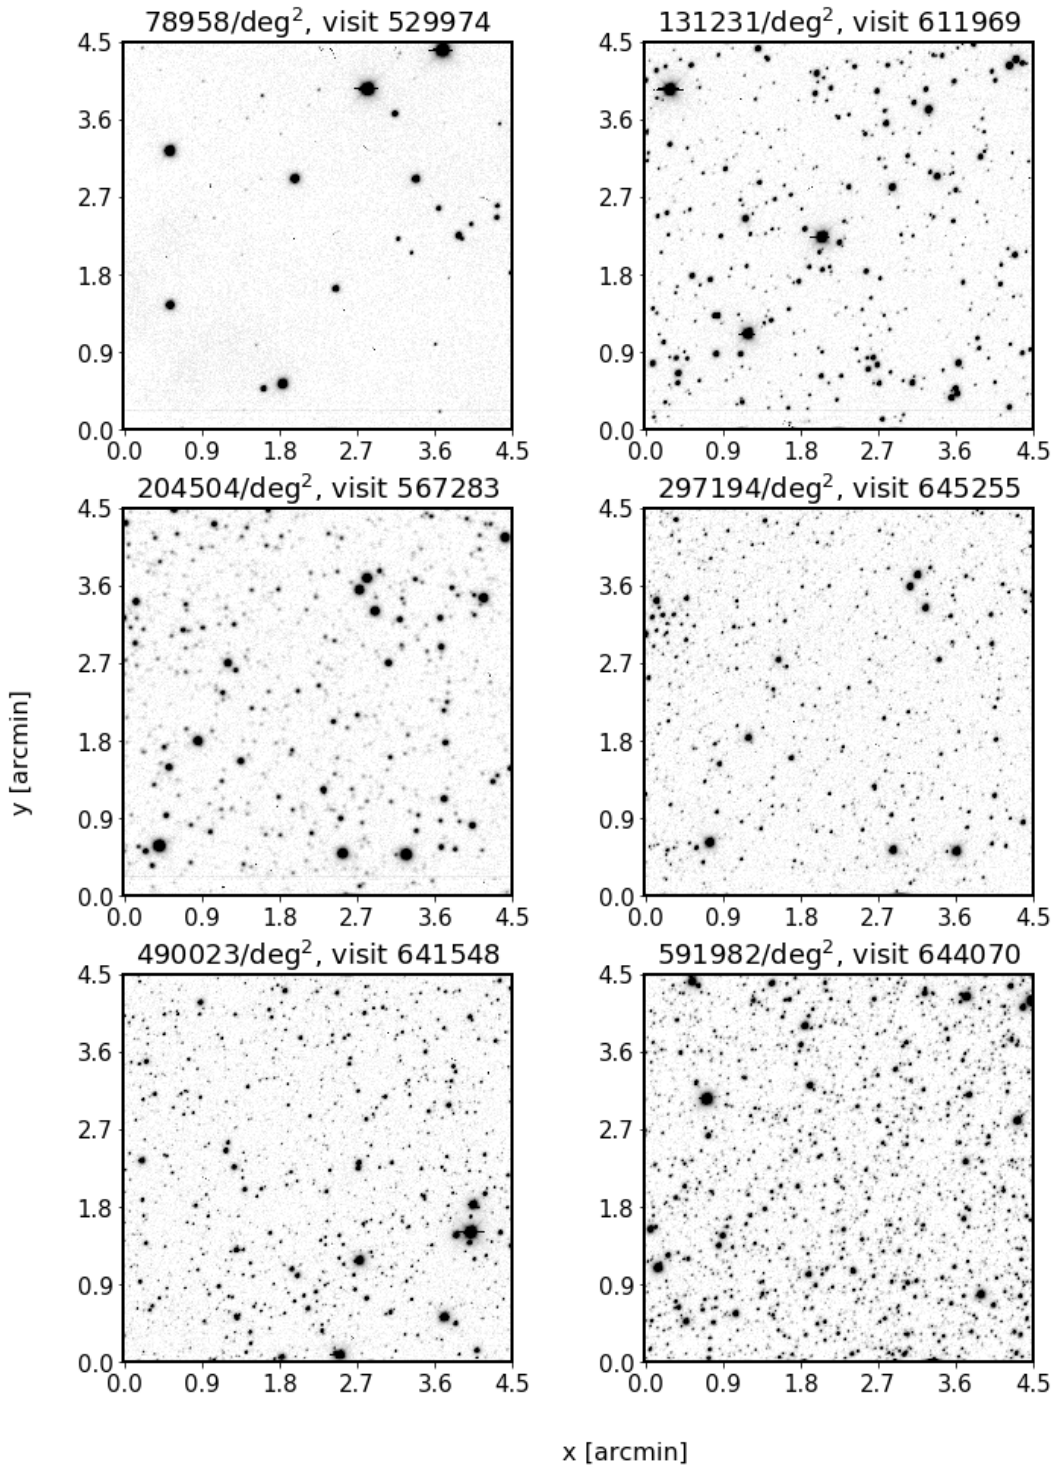 78958/deg², visit 529974
131231/deg², visit 611969
4.5
3.6
2.7
1.8
0.9
0.0
0.0 0.9 1.8 2.7 3.6 4.5
4.5
3.6
2.7
1.8
0.9
0.0
0.0 0.9 1.8 2.7 3.6 4.5
204504/deg², visit 567283
297194/deg², visit 645255
4.5
3.6
2.7
1.8
0.9
0.0
0.0 0.9 1.8 2.7 3.6 4.5
4.5
3.6
2.7
1.8
0.9
0.0
0.0 0.9 1.8 2.7 3.6 4.5
490023/deg², visit 641548
591982/deg², visit 644070
4.5
3.6
2.7
1.8
0.9
0.0
0.0 0.9 1.8 2.7 3.6 4.5
4.5
3.6
2.7
1.8
0.9
0.0
0.0 0.9 1.8 2.7 3.6 4.5
y [arcmin]
x [arcmin]